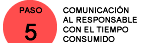 PASO
5
COMUNICACIÓN
AL RESPONSABLE
CON EL TIEMPO
CONSUMIDO